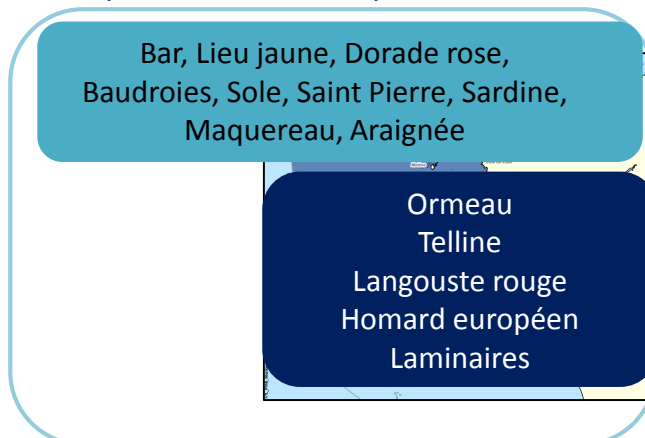 Bar, Lieu jaune, Dorade rose,
Baudroies, Sole, Saint Pierre, Sardine,
Maquereau, Araignée
Ormeau
Telline
Langouste rouge
Homard européen
Laminaires